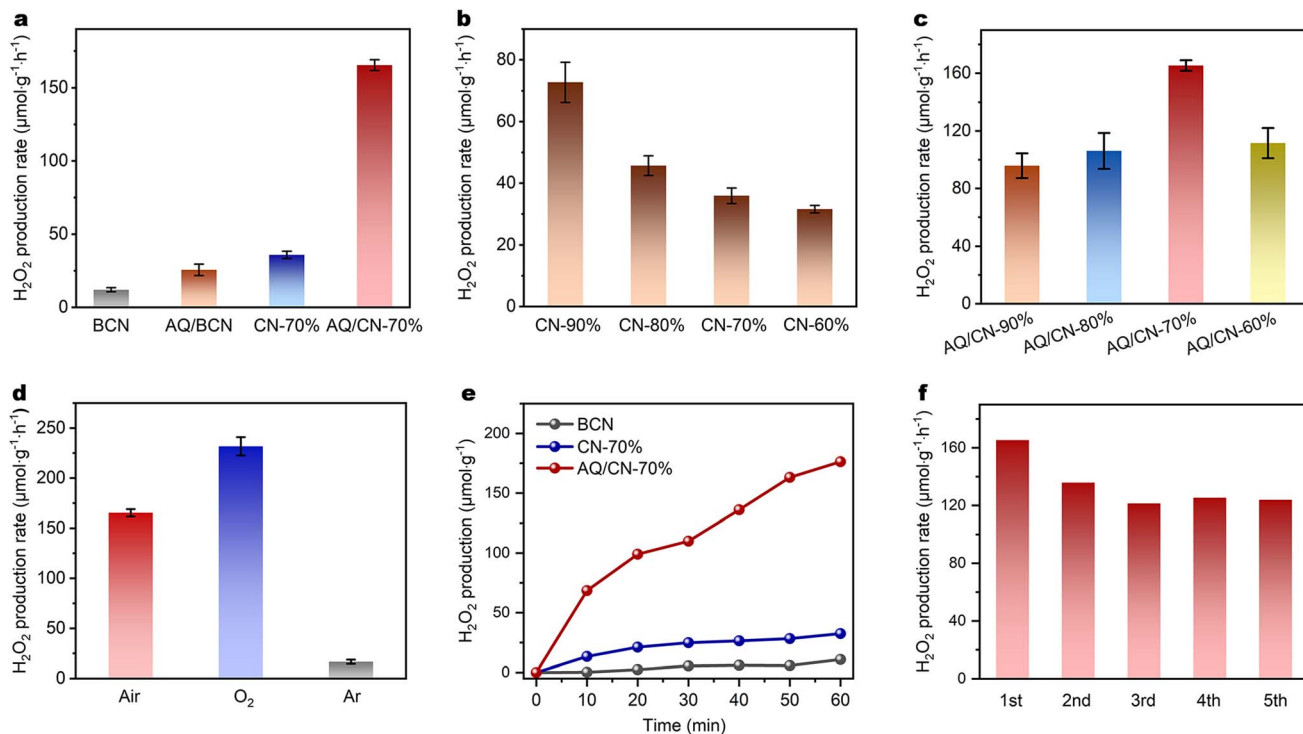 a
H₂O₂ production rate (μmol·g⁻¹·h⁻¹)
150
100
50
0
BCN
AQ/BCN
CN-70%
AQ/CN-70%
b
H₂O₂ production rate (μmol·g⁻¹·h⁻¹)
80
60
40
20
0
CN-90%
CN-80%
CN-70%
CN-60%
c
H₂O₂ production rate (μmol·g⁻¹·h⁻¹)
160
120
80
40
0
AQ/CN-90%
AQ/CN-80%
AQ/CN-70%
AQ/CN-60%
d
H₂O₂ production rate (μmol·g⁻¹·h⁻¹)
250
200
150
100
50
0
Air
O₂
Ar
e
H₂O₂ production (μmol·g⁻¹)
200
150
100
50
0
BCN
CN-70%
AQ/CN-70%
0
10
20
30
40
50
60
Time (min)
f
H₂O₂ production rate (μmol·g⁻¹·h⁻¹)
160
120
80
40
0
1st
2nd
3rd
4th
5th